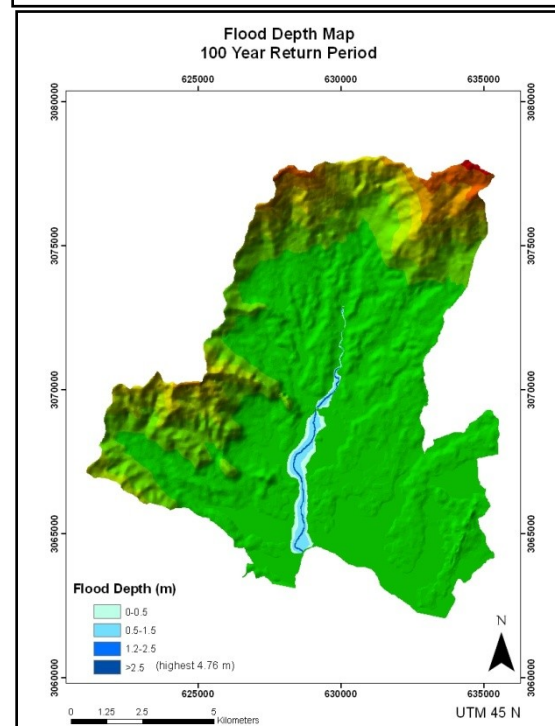 Flood Depth Map
100 Year Return Period
625000 630000 635000
3080000 3080000
3075000 3075000
3070000 3070000
3065000 3065000
3060000 3060000
Flood Depth (m)
0-0.5
0.5-1.5
1.2-2.5
>2.5 (highest 4.76 m)
N
0 1.25 2.5 5
Kilometers
625000 630000 635000
UTM 45 N